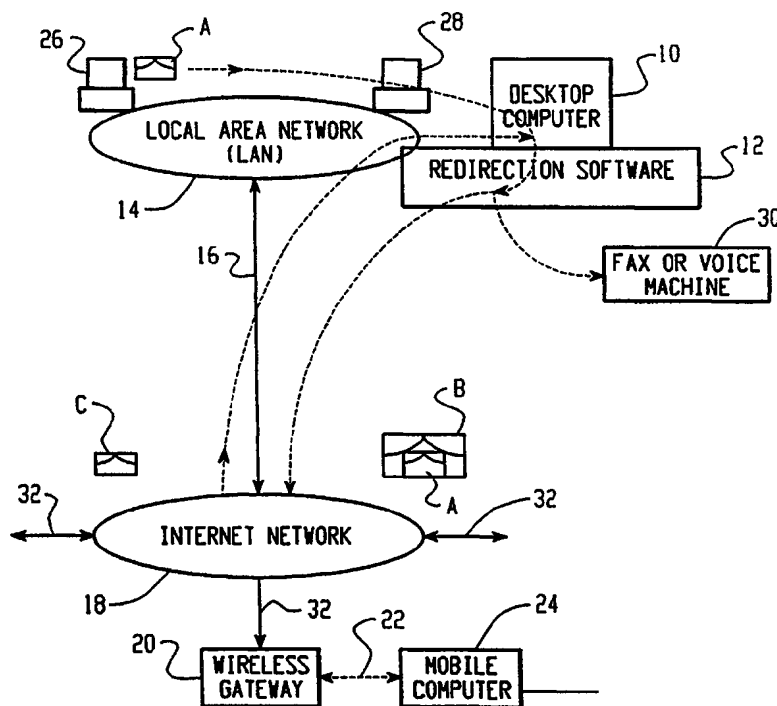 26
A
28
10
DESKTOP
COMPUTER
LOCAL AREA NETWORK
(LAN)
12
REDIRECTION SOFTWARE
14
16
30
FAX OR VOICE
MACHINE
C
B
A
32
INTERNET NETWORK
32
18
32
20
WIRELESS
GATEWAY
22
24
MOBILE
COMPUTER